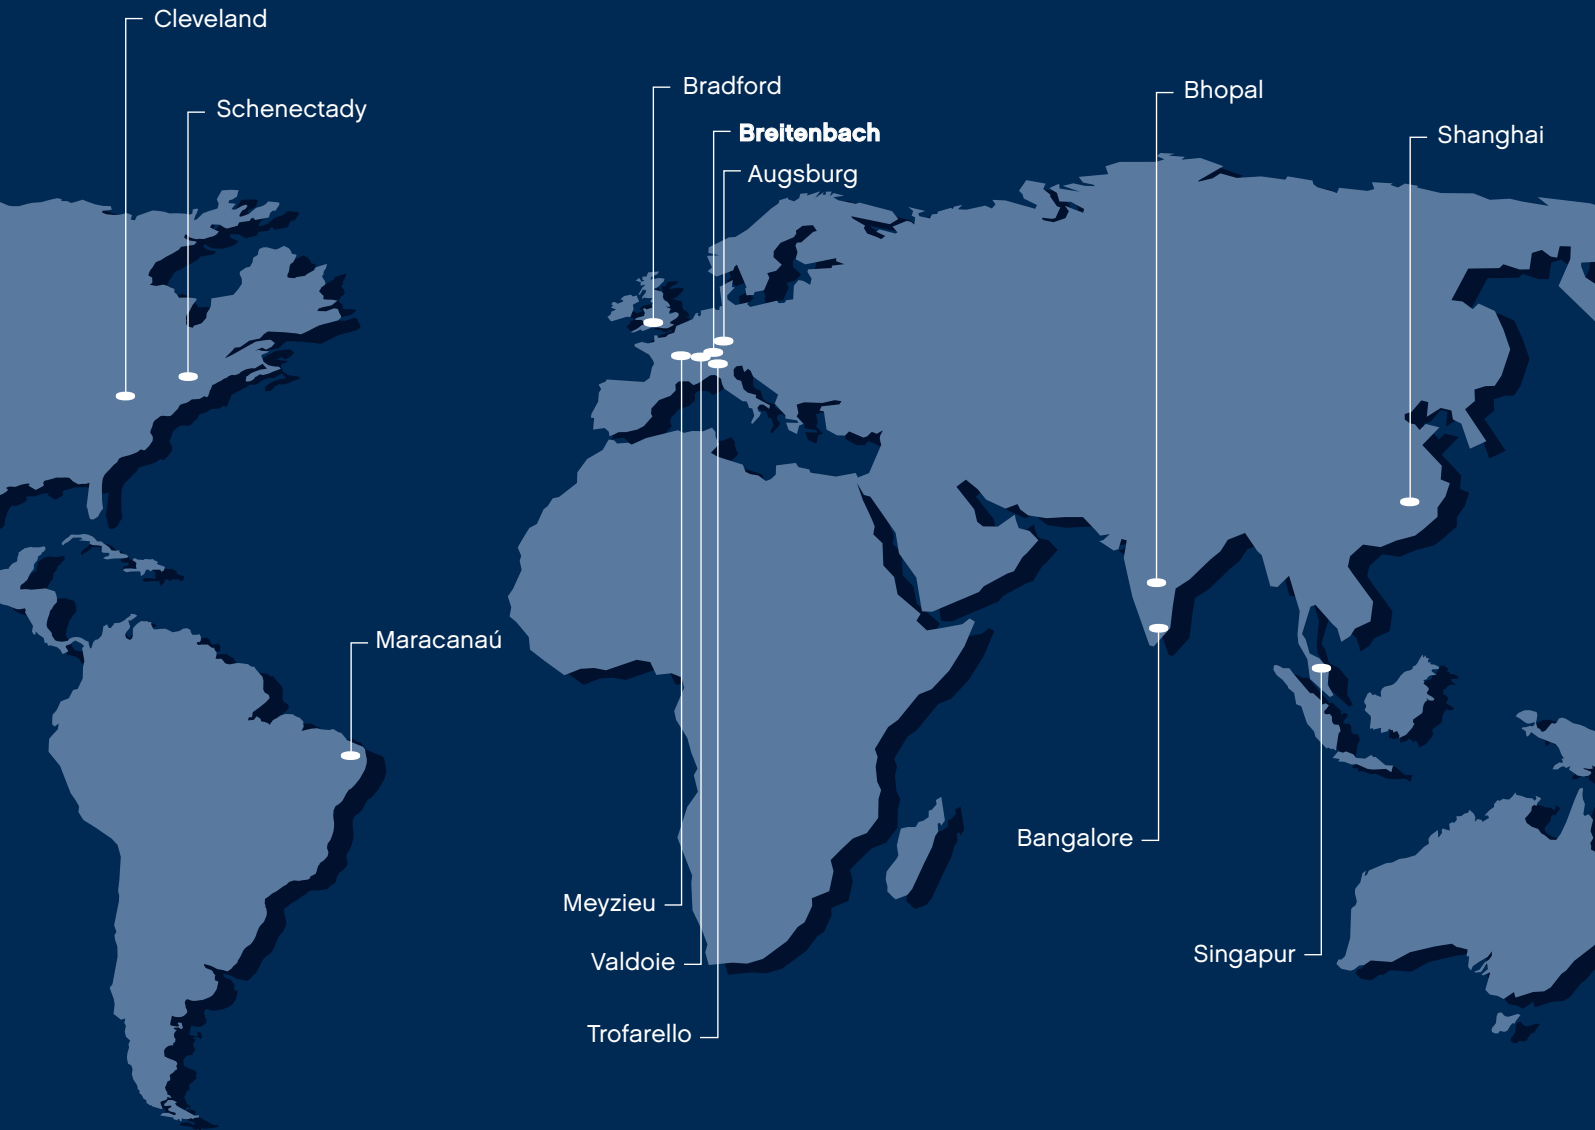 Cleveland
Bradford
Bhopal
Schenectady
Breitenbach
Shanghai
Augsburg
Maracanaú
Bangalore
Meyzieu
Singapur
Valdoie
Trofarello